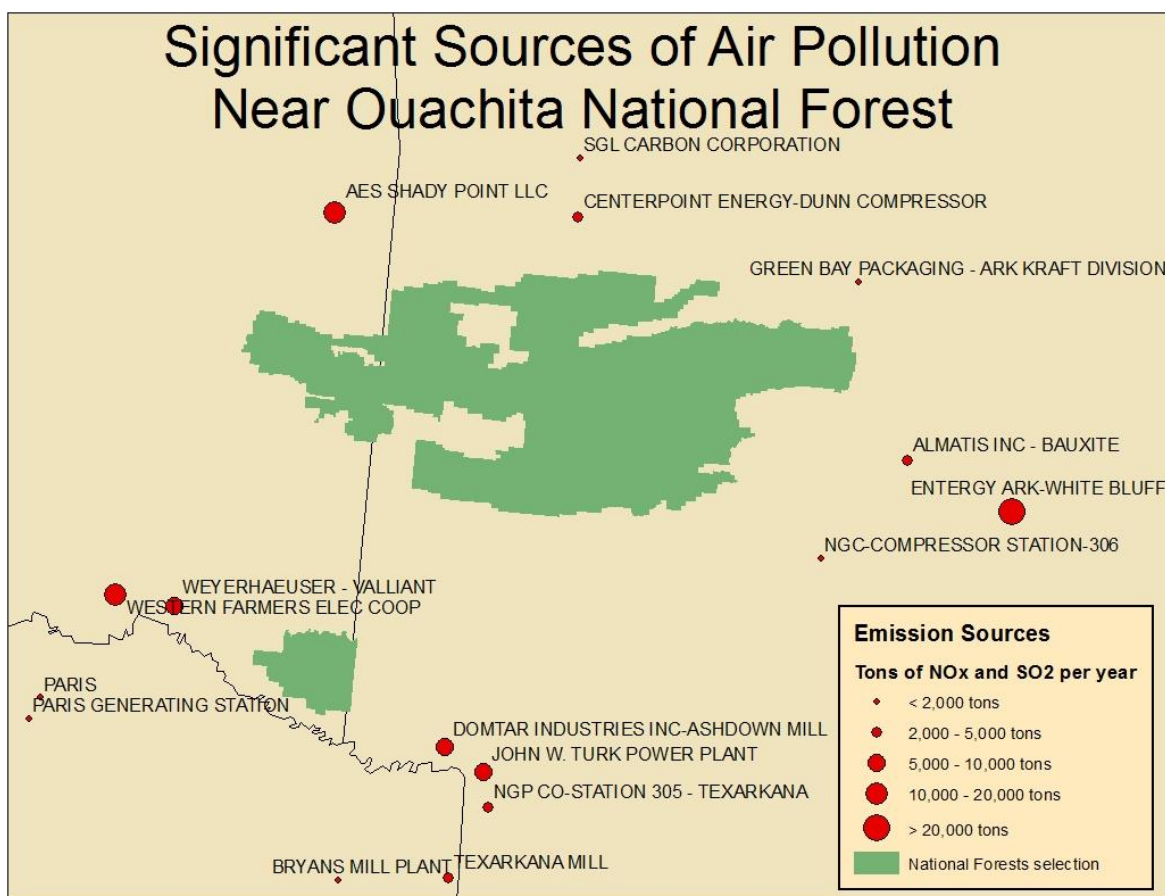 Significant Sources of Air Pollution
Near Ouachita National Forest
SGL CARBON CORPORATION
AES SHADY POINT LLC
CENTERPOINT ENERGY-DUNN COMPRESSOR
GREEN BAY PACKAGING - ARK KRAFT DIVISION
ALMATIS INC - BAUXITE
ENTERGY ARK-WHITE BLUFF
NGC-COMPRESSOR STATION-306
WEYERHAEUSER - VALLIANT
WESTERN FARMERS ELEC COOP
PARIS
PARIS GENERATING STATION
DOMTAR INDUSTRIES INC-ASHDOWN MILL
JOHN W. TURK POWER PLANT
NGP CO-STATION 305 - TEXARKANA
BRYANS MILL PLANT
TEXARKANA MILL
Emission Sources
Tons of NOx and SO2 per year
< 2,000 tons
2,000 - 5,000 tons
5,000 - 10,000 tons
10,000 - 20,000 tons
> 20,000 tons
National Forests selection